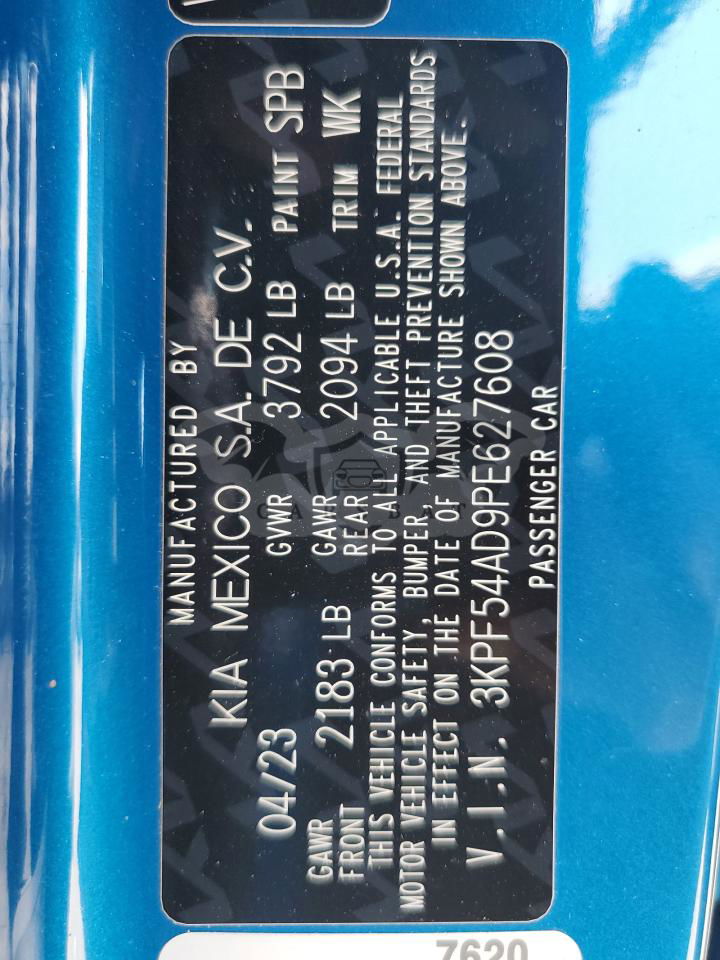 MANUFACTURED BY
KIA MEXICO S.A. DE C.V.
04/23 GVWR 3792 LB PAINT SPB
GAWR FRONT 2183 LB GAWR REAR 2094 LB TRIM WK
THIS VEHICLE CONFORMS TO ALL APPLICABLE U.S.A. FEDERAL
MOTOR VEHICLE SAFETY, BUMPER, AND THEFT PREVENTION STANDARDS
IN EFFECT ON THE DATE OF MANUFACTURE SHOWN ABOVE.
V.I.N. 3KPF54AD9PE627608
PASSENGER CAR
7620